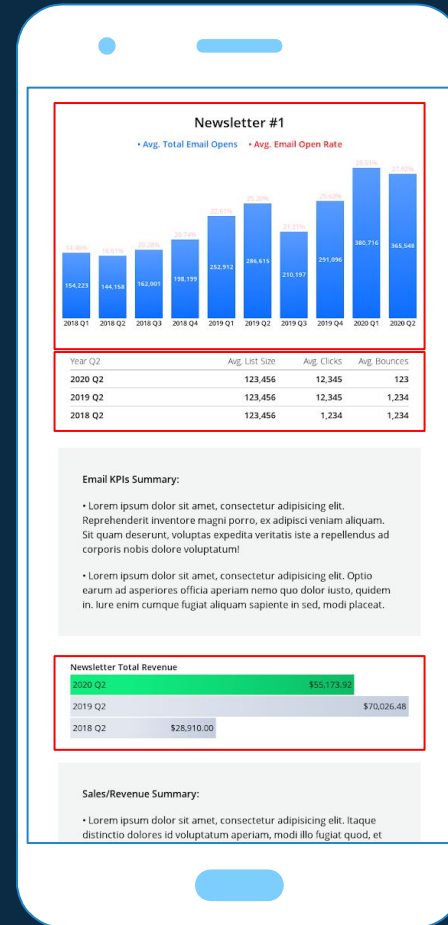 Newsletter #1
• Avg. Total Email Opens • Avg. Email Open Rate
154,223 144,158 162,001 198,199 252,912 286,615 210,197 291,096 380,716 365,548
2018 Q1 2018 Q2 2018 Q3 2018 Q4 2019 Q1 2019 Q2 2019 Q3 2019 Q4 2020 Q1 2020 Q2
Year Q2 Avg. List Size Avg. Clicks Avg. Bounces
2020 Q2 123,456 12,345 123
2019 Q2 123,456 12,345 1,234
2018 Q2 123,456 1,234 1,234
Email KPIs Summary:
• Lorem ipsum dolor sit amet, consectetur adipisicing elit.
Reprehenderit inventore magni porro, ex adipisci veniam aliquam.
Sit quam deserunt, voluptas expedita veritatis iste a repellendus ad
corporis nobis dolore voluptatum!
• Lorem ipsum dolor sit amet, consectetur adipisicing elit. Optio
earum ad asperiores officia aperiam nemo quo dolor iusto, quidem
in. Iure enim cumque fugiat aliquam sapiente in sed, modi placeat.
Newsletter Total Revenue
2020 Q2 $55,173.92
2019 Q2 $70,026.48
2018 Q2 $28,910.00
Sales/Revenue Summary:
• Lorem ipsum dolor sit amet, consectetur adipisicing elit. Itaque
distinctio dolores id voluptatum aperiam, modi illo fugiat quod, et